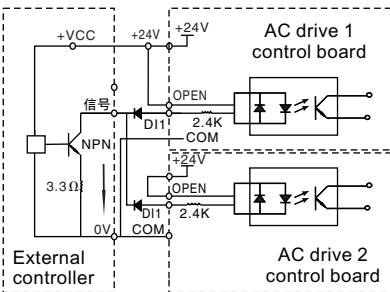 +VCC
+24V
+24V
AC drive 1
control board
OPEN
信号
DI1
2.4K
NPN
COM
+24V
3.3Ω
OPEN
DI1
2.4K
0V
COM
External
controller
AC drive 2
control board